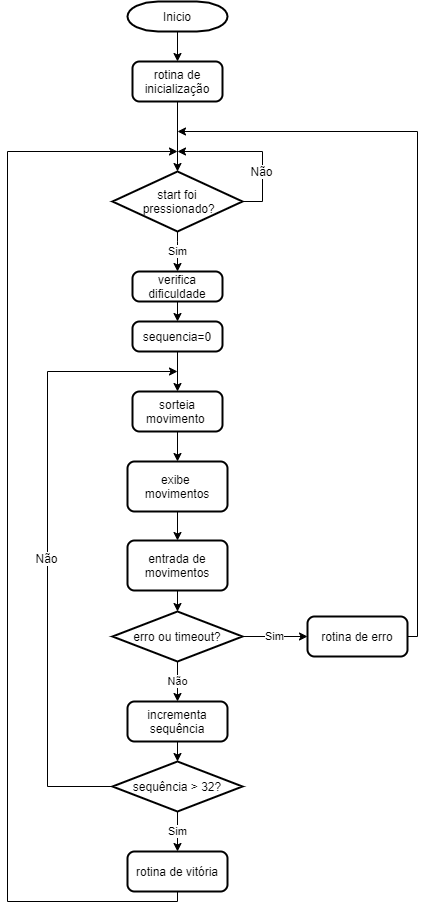 Inicio
rotina de
inicialização
start foi
pressionado?
Não
Sim
verifica
dificuldade
sequencia=0
sorteia
movimento
exibe
movimentos
Não
entrada de
movimentos
erro ou timeout?
Sim
rotina de erro
Não
incrementa
sequência
sequência > 32?
Sim
rotina de vitória